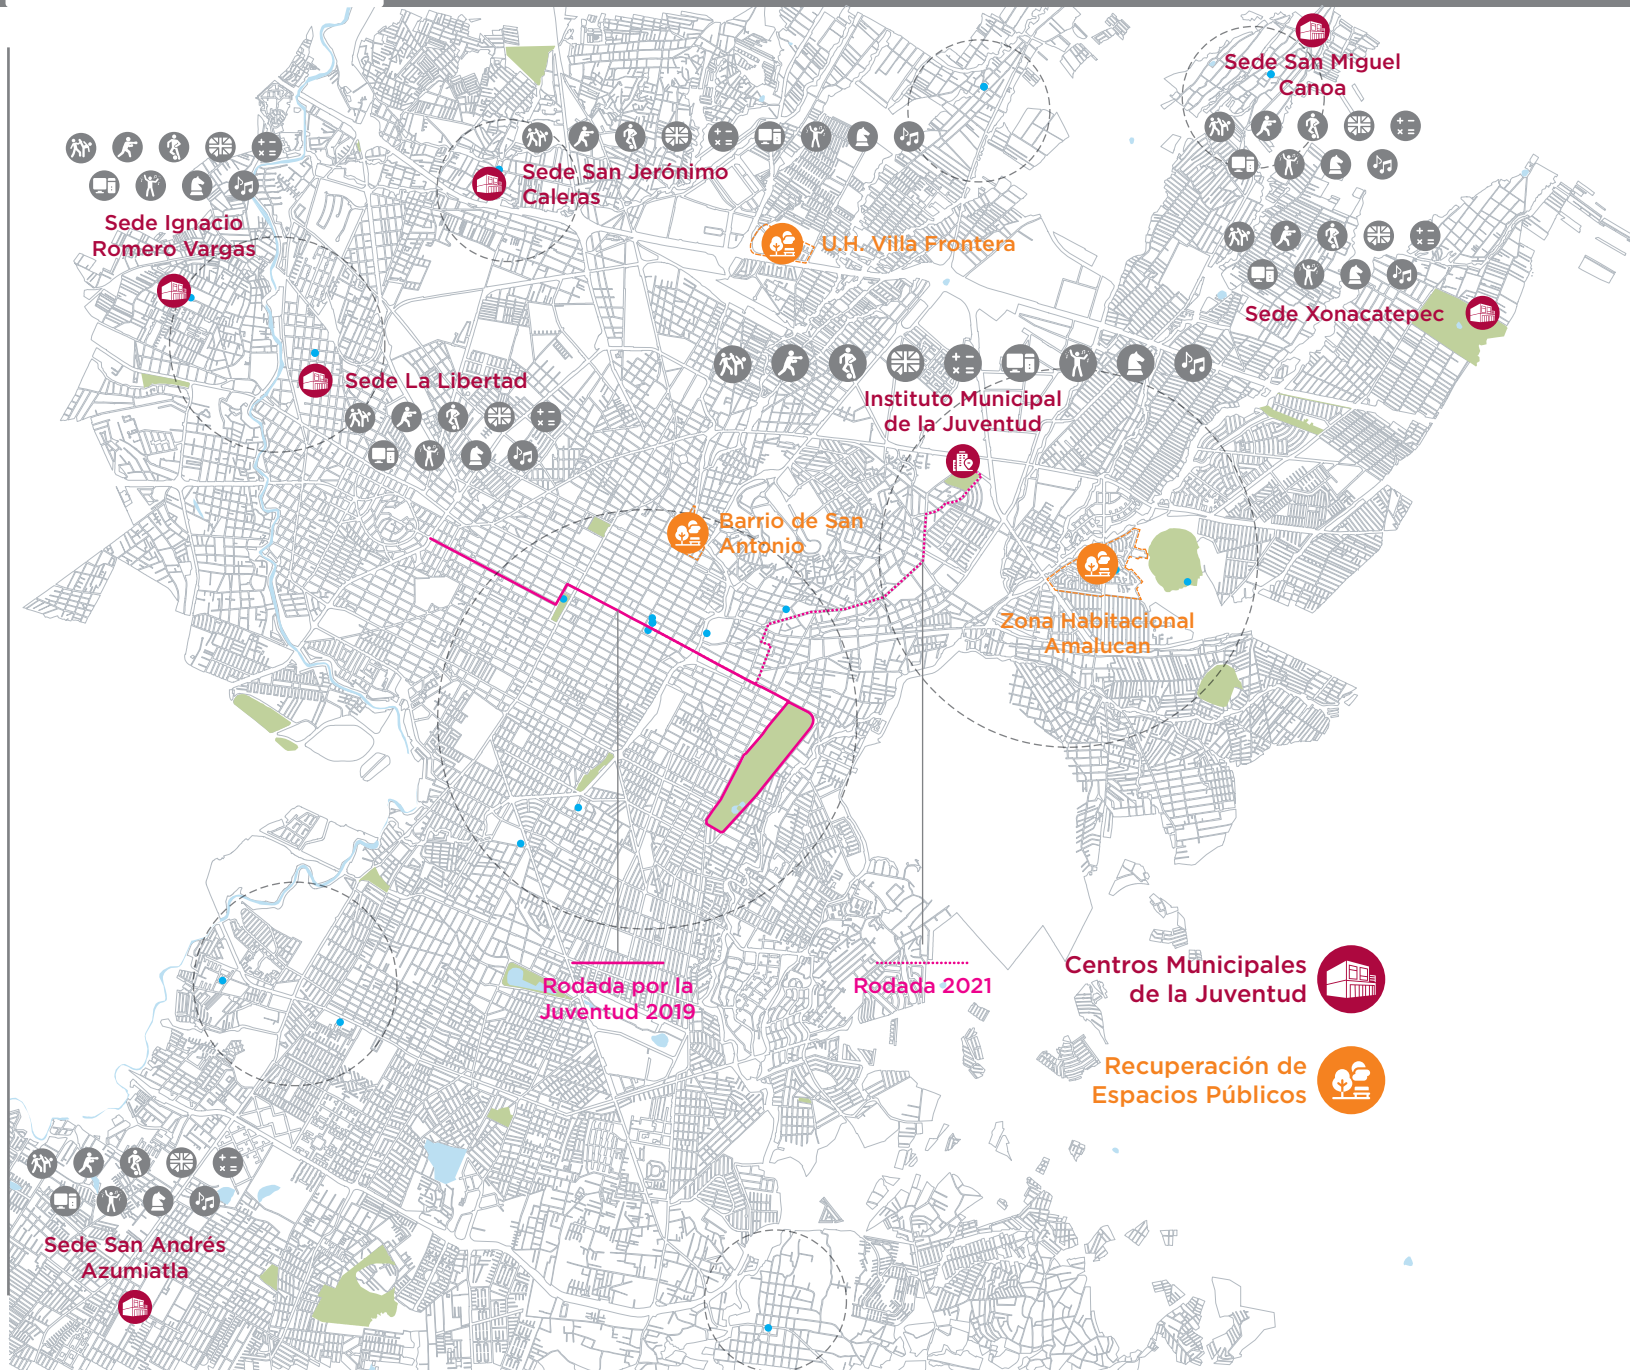 Sede San Miguel
Canoa
Sede San Jerónimo
Caleras
Sede Ignacio
Romero Vargas
U.H. Villa Frontera
Sede Xonacatepec
Sede La Libertad
Instituto Municipal
de la Juventud
Barrio de San
Antonio
Zona Habitacional
Amalucan
Rodada por la
Juventud 2019
Rodada 2021
Centros Municipales
de la Juventud
Recuperación de
Espacios Públicos
Sede San Andrés
Azumiatla